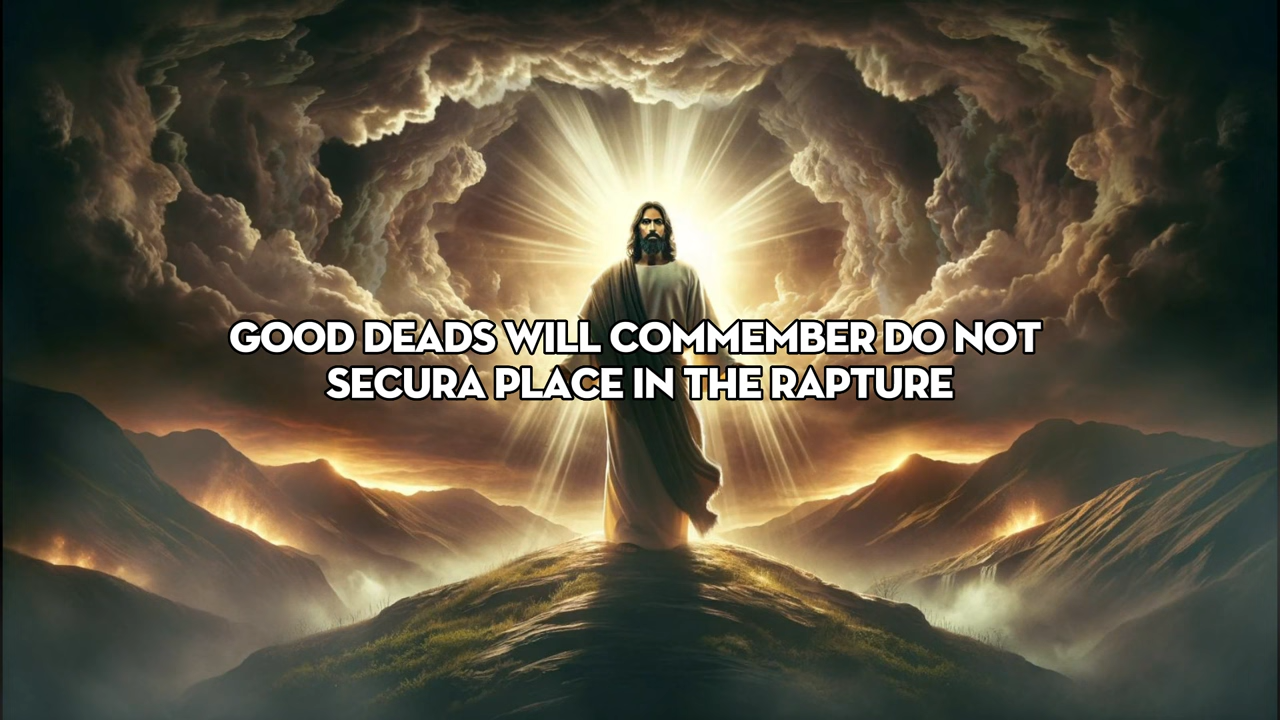 GOOD DEADS WILL COMMEMBER DO NOT
SECURA PLACE IN THE RAPTURE